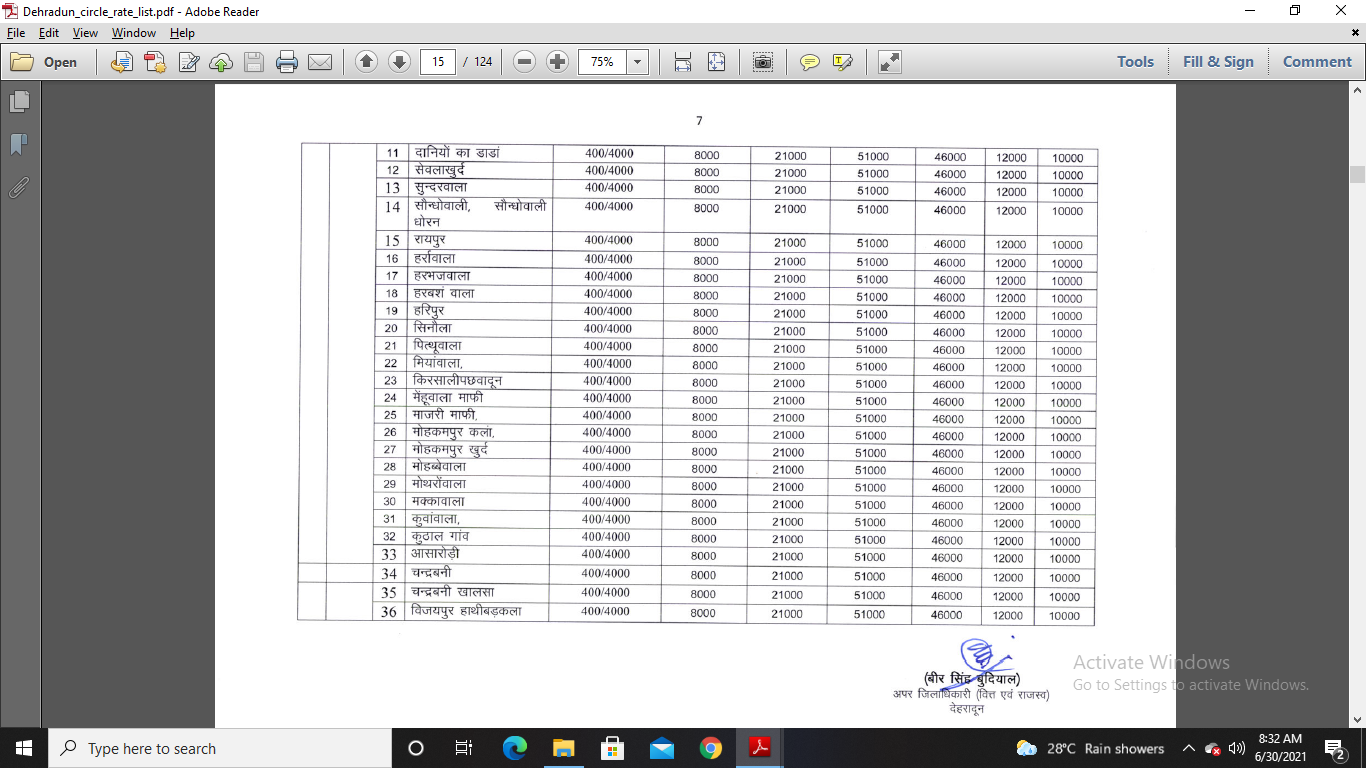 Dehradun_circle_rate_list.pdf - Adobe Reader
File Edit View Window Help
Open 15 / 124 75% Tools Fill & Sign Comment
7
11 दानियों का डाडां 400/4000 8000 21000 51000 46000 12000 10000
12 सेवलाखुर्द 400/4000 8000 21000 51000 46000 12000 10000
13 सुन्दरवाला 400/4000 8000 21000 51000 46000 12000 10000
14 सौन्धोवाली, सौन्धोवाली 400/4000 8000 21000 51000 46000 12000 10000
धोरन
15 रायपुर 400/4000 8000 21000 51000 46000 12000 10000
16 हर्रावाला 400/4000 8000 21000 51000 46000 12000 10000
17 हरभजवाला 400/4000 8000 21000 51000 46000 12000 10000
18 हरबशं वाला 400/4000 8000 21000 51000 46000 12000 10000
19 हरिपुर 400/4000 8000 21000 51000 46000 12000 10000
20 सिनौला 400/4000 8000 21000 51000 46000 12000 10000
21 पित्थूवाला 400/4000 8000 21000 51000 46000 12000 10000
22 मियांवाला, 400/4000 8000 21000 51000 46000 12000 10000
23 किरसालीपछवादून 400/4000 8000 21000 51000 46000 12000 10000
24 मेंहूवाला माफी 400/4000 8000 21000 51000 46000 12000 10000
25 माजरी माफी, 400/4000 8000 21000 51000 46000 12000 10000
26 मोहकमपुर कलां, 400/4000 8000 21000 51000 46000 12000 10000
27 मोहकमपुर खुर्द 400/4000 8000 21000 51000 46000 12000 10000
28 मोहब्बेवाला 400/4000 8000 21000 51000 46000 12000 10000
29 मोथरोंवाला 400/4000 8000 21000 51000 46000 12000 10000
30 मक्कावाला 400/4000 8000 21000 51000 46000 12000 10000
31 कुवांवाला, 400/4000 8000 21000 51000 46000 12000 10000
32 कुठाल गांव 400/4000 8000 21000 51000 46000 12000 10000
33 आसारोड़ी 400/4000 8000 21000 51000 46000 12000 10000
34 चन्द्रबनी 400/4000 8000 21000 51000 46000 12000 10000
35 चन्द्रबनी खालसा 400/4000 8000 21000 51000 46000 12000 10000
36 विजयपुर हाथीबड़कला 400/4000 8000 21000 51000 46000 12000 10000
(बीर सिंह बुदियाल)
अपर जिलाधिकारी (वित्त एवं राजस्व)
देहरादून
Activate Windows
Go to Settings to activate Windows.
Type here to search
28°C Rain showers
8:32 AM
6/30/2021
2